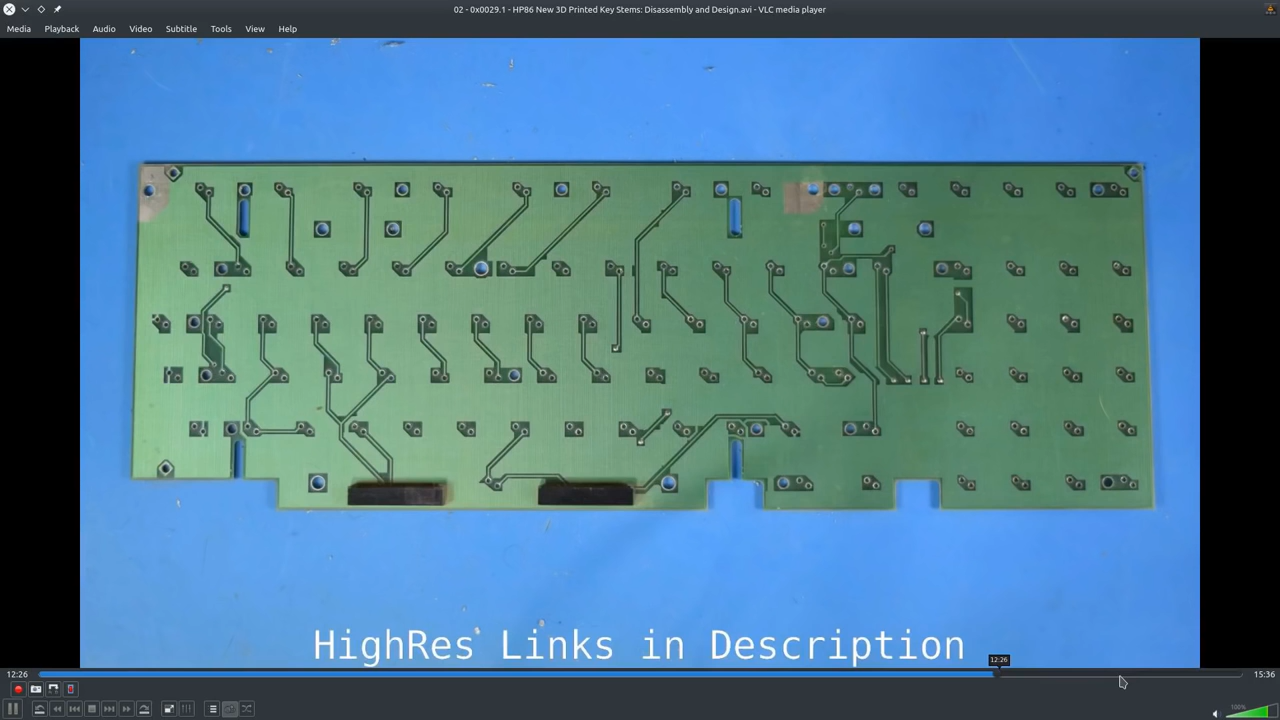 02 - 0x0029.1 - HP86 New 3D Printed Key Stems: Disassembly and Design.avi - VLC media player
Media Playback Audio Video Subtitle Tools View Help
HighRes Links in Description
12:26
12:26 15:36
100%